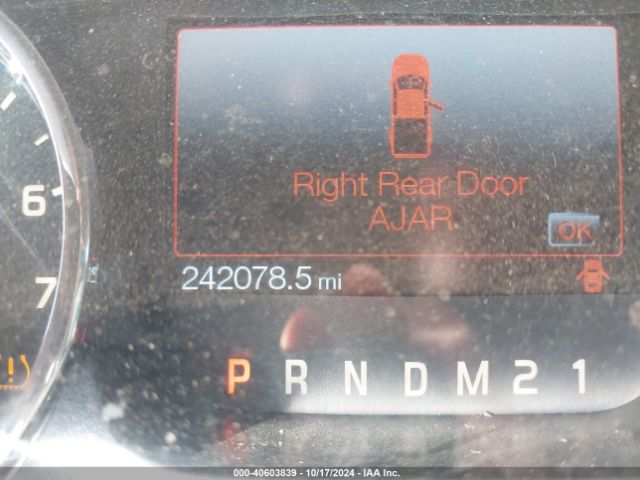 Right Rear Door
AJAR
OK
6
7
242078.5 mi
P R N D M 2 1
(!)
000-40603839 - 10/17/2024 - IAA Inc.